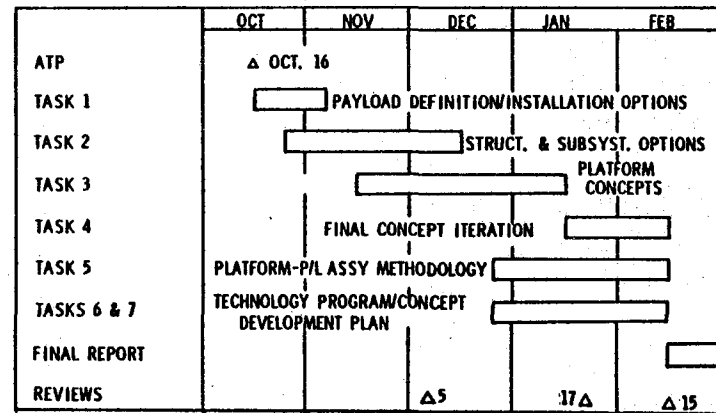 OCT NOV DEC JAN FEB
ATP △ OCT. 16
TASK 1 PAYLOAD DEFINITION/INSTALLATION OPTIONS
TASK 2 STRUCT. & SUBSYST. OPTIONS
TASK 3 PLATFORM
CONCEPTS
TASK 4 FINAL CONCEPT ITERATION
TASK 5 PLATFORM-P/L ASSY METHODOLOGY
TASKS 6 & 7 TECHNOLOGY PROGRAM/CONCEPT
DEVELOPMENT PLAN
FINAL REPORT
REVIEWS △5 17△ △15